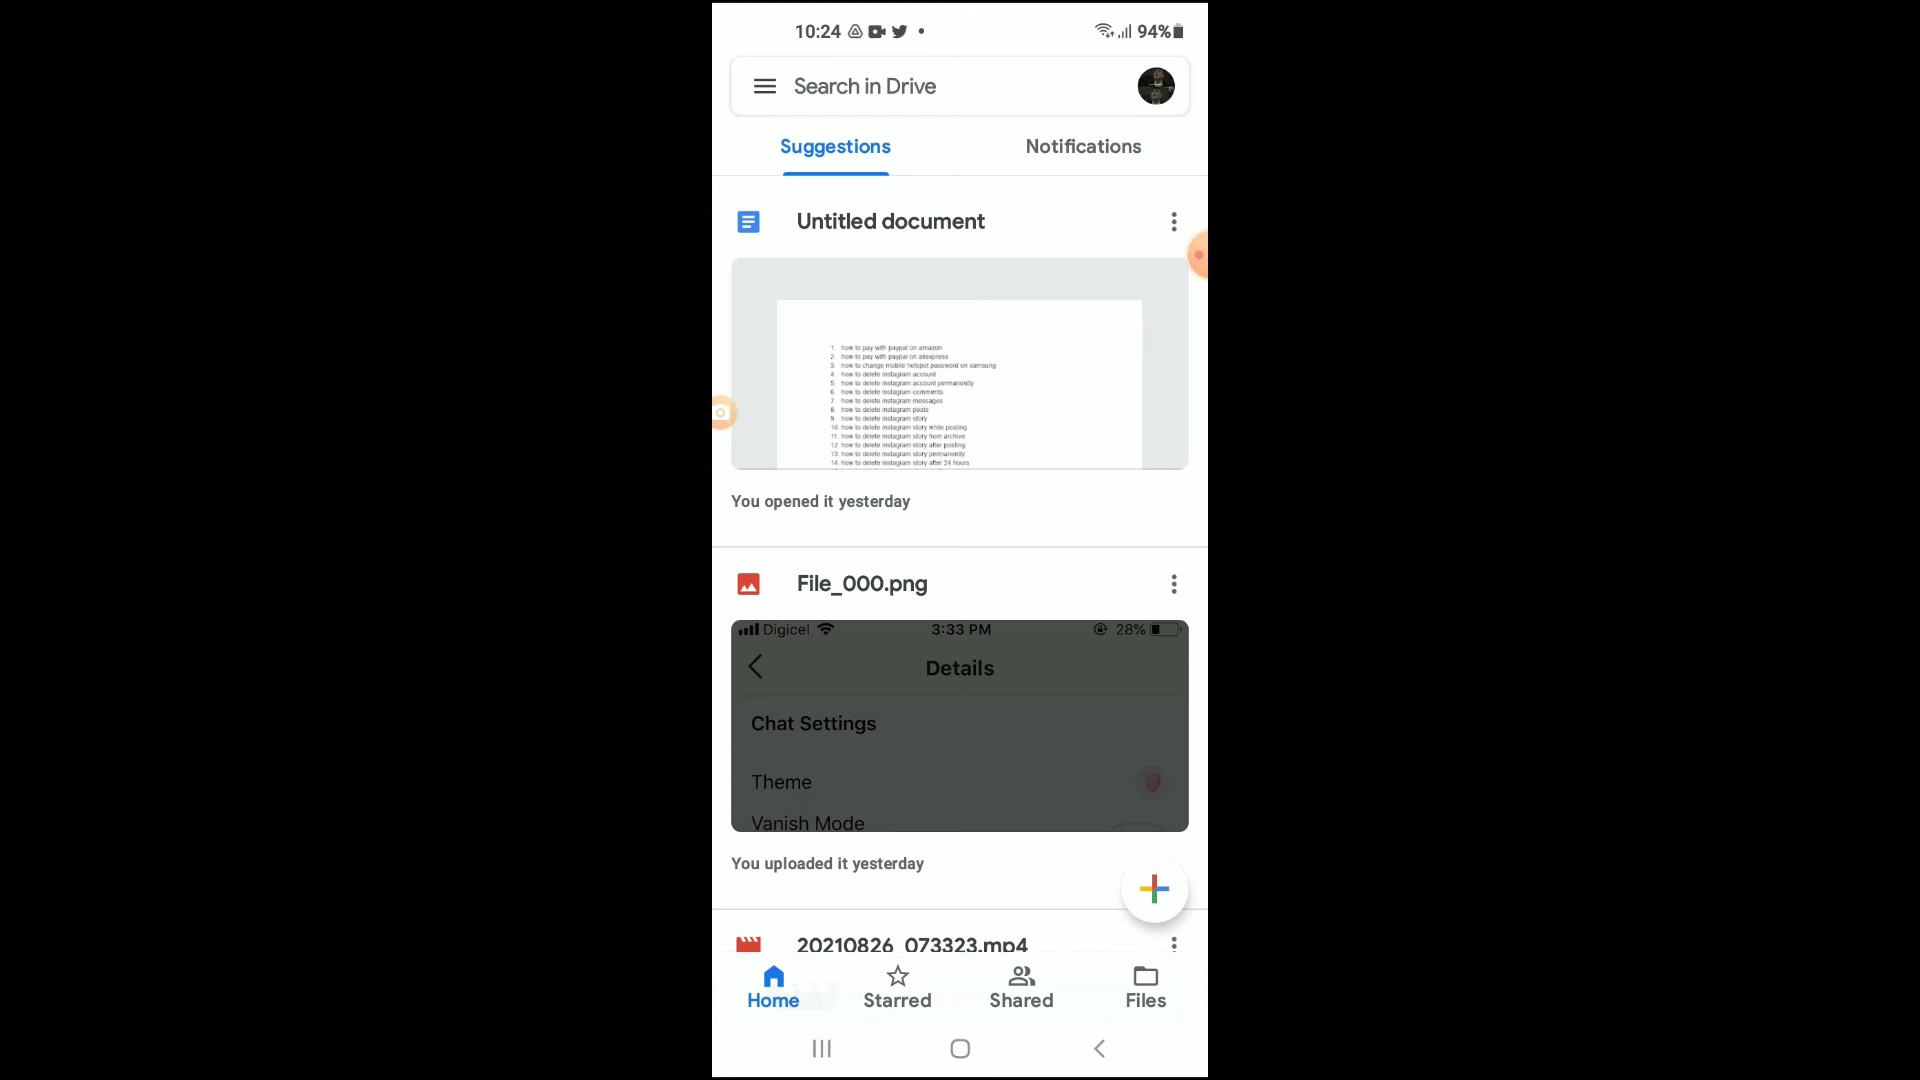 10:24
94%
Search in Drive
Suggestions
Notifications
Untitled document
1. how to pay with paypal on amazon
2. how to pay with paypal on aliexpress
3. how to change mobile hotspot password on samsung
4. how to delete instagram account
5. how to delete instagram account permanently
6. how to delete instagram comments
7. how to delete instagram messages
8. how to delete instagram posts
9. how to delete instagram story
10. how to delete instagram story while posting
11. how to delete instagram story from archive
12. how to delete instagram story after posting
13. how to delete instagram story permanently
14. how to delete instagram story after 24 hours
You opened it yesterday
File_000.png
Digicel
3:33 PM
28%
Details
Chat Settings
Theme
Vanish Mode
You uploaded it yesterday
20210826_073323.mp4
Home
Starred
Shared
Files